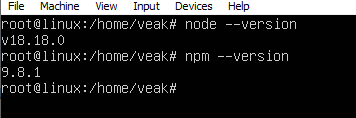 File Machine View Input Devices Help
root@linux:/home/veak# node --version
v18.18.0
root@linux:/home/veak# npm --version
9.8.1
root@linux:/home/veak#